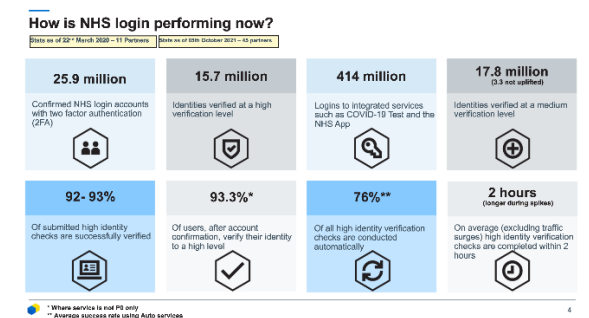 How is NHS login performing now?
Stats as of 22nd March 2020 – 11 Partners
Stats as of 05th October 2021 – 45 partners
25.9 million
Confirmed NHS login accounts
with two factor authentication
(2FA)
15.7 million
Identities verified at a high
verification level
414 million
Logins to integrated services
such as COVID-19 Test and the
NHS App
17.8 million
(3.3 not uplifted)
Identities verified at a medium
verification level
92- 93%
Of submitted high identity
checks are successfully verified
93.3%*
Of users, after account
confirmation, verify their identity
to a high level
76%**
Of all high identity verification
checks are conducted
automatically
2 hours
(longer during spikes)
On average (excluding traffic
surges) high identity verification
checks are completed within 2
hours
* Where service is not P5 only
** Average success rate using Auto services
4